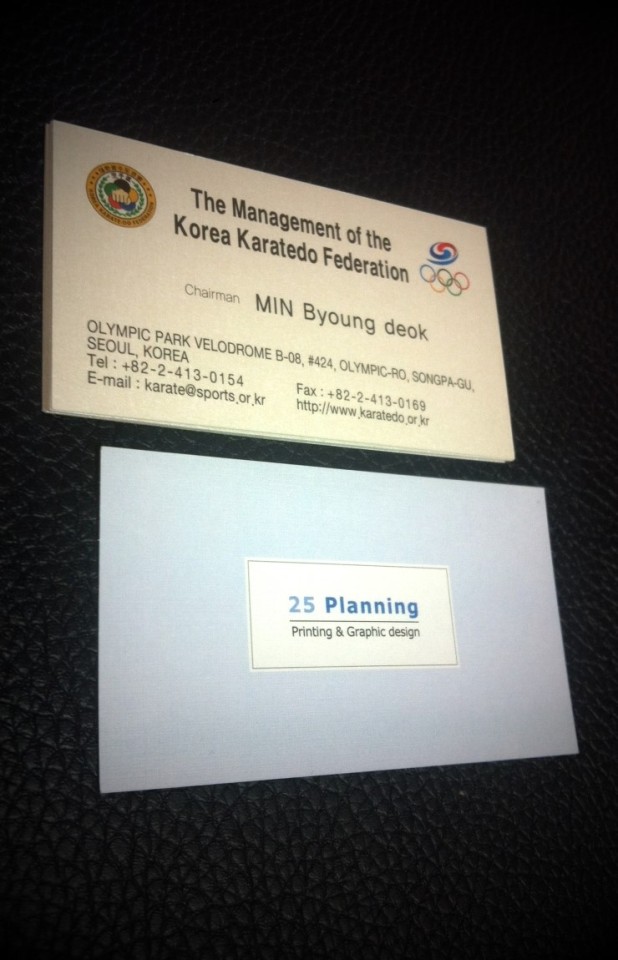 The Management of the
Korea Karatedo Federation
Chairman MIN Byoung deok
OLYMPIC PARK VELODROME B-08, #424, OLYMPIC-RO, SONGPA-GU,
SEOUL, KOREA
Tel : +82-2-413-0154 Fax : +82-2-413-0169
E-mail : karate@sports.or.kr http://www.karatedo.or.kr
25 Planning
Printing & Graphic design